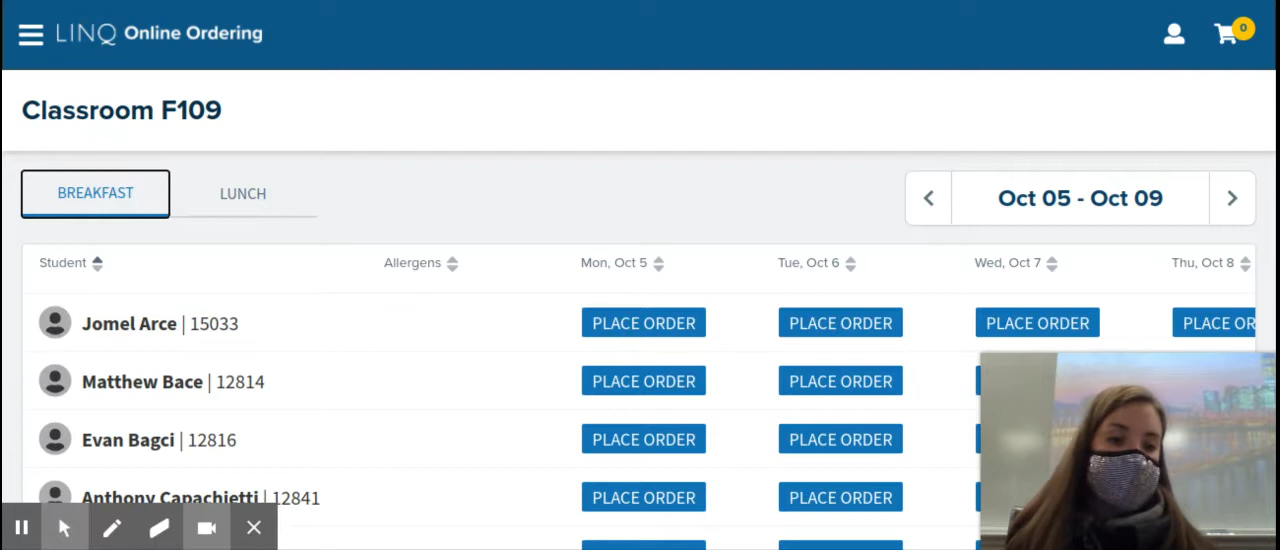 LINQ Online Ordering 0
Classroom F109
BREAKFAST LUNCH Oct 05 - Oct 09
Student Allergens Mon, Oct 5 Tue, Oct 6 Wed, Oct 7 Thu, Oct 8
Jomel Arce | 15033 PLACE ORDER PLACE ORDER PLACE ORDER PLACE OR
Matthew Bace | 12814 PLACE ORDER PLACE ORDER
Evan Bagci | 12816 PLACE ORDER PLACE ORDER
Anthony Capachietti | 12841 PLACE ORDER PLACE ORDER